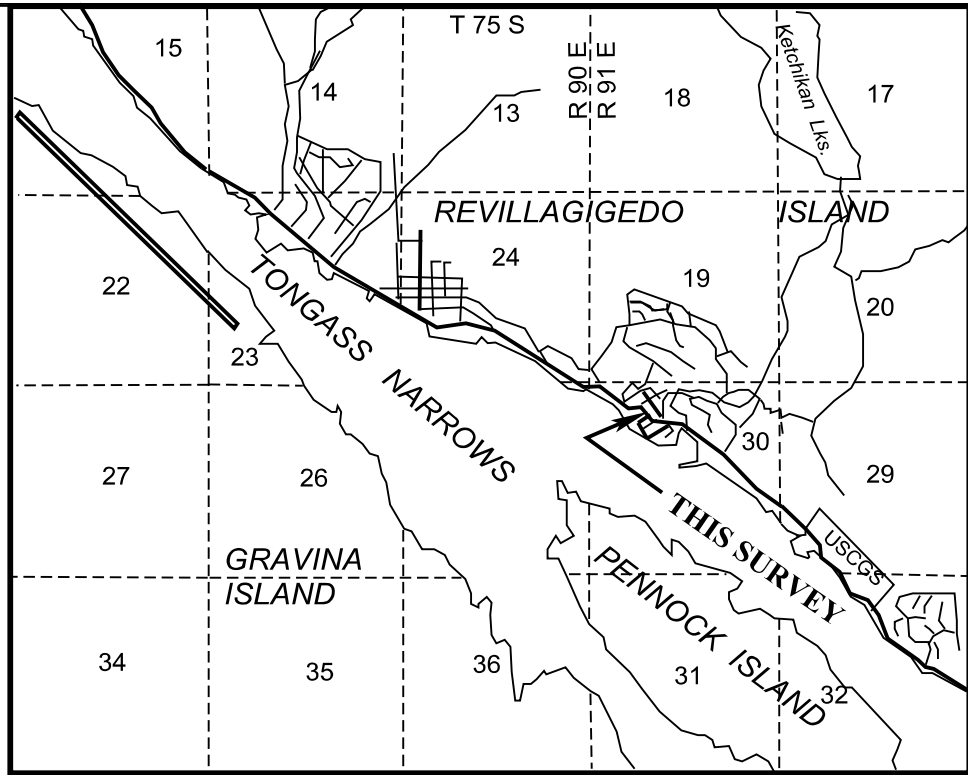 T 75 S
15
14
13
R 90 E
R 91 E
18
17
Ketchikan Lks.
REVILLAGIGEDO ISLAND
22
23
24
19
20
TONGASS NARROWS
27
26
30
29
THIS SURVEY
USCGS
GRAVINA
ISLAND
PENNOCK ISLAND
34
35
36
31
32